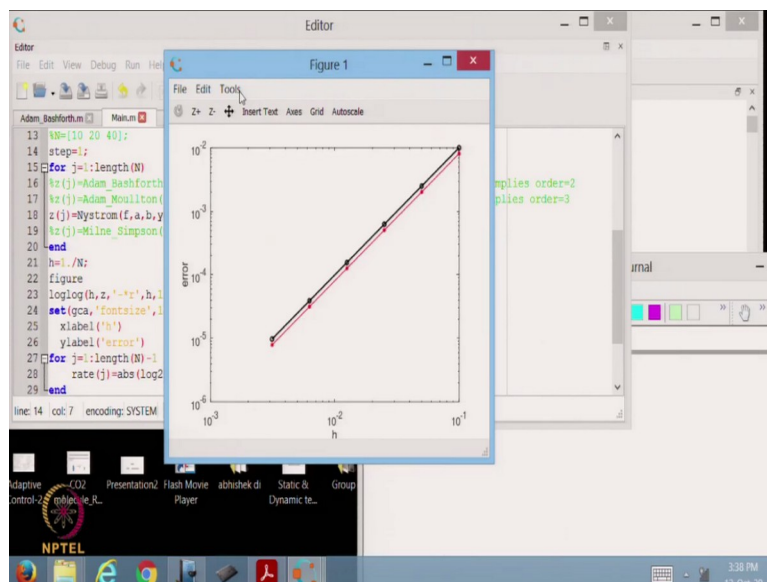 Editor
Editor
File Edit View Debug Run Help
Adam_Bashforth.m
Main.m
13 %N=[10 20 40];
14 step=1;
15 for j=1:length(N)
16 %z(j)=Adam_Bashforth
mplies order=2
17 %z(j)=Adam_Moullton(
plies order=3
18 z(j)=Nystrom(f,a,b,y
19 %z(j)=Milne_Simpson(
20 end
21 h=1./N;
22 figure
23 loglog(h,z,'-*r',h,1
24 set(gca,'fontsize',1
25 xlabel('h')
26 ylabel('error')
27 for j=1:length(N)-1
28 rate(j)=abs(log2
29 end
line: 14 col: 7 encoding: SYSTEM
Figure 1
File Edit Tools
Z+ Z- Insert Text Axes Grid Autoscale
10^-2
10^-3
10^-4
10^-5
10^-6
error
10^-3 10^-2 10^-1
h
urnal
Adaptive Control-2
CO2 molecule_R...
Presentation2
Flash Movie Player
abhishek di
Static & Dynamic te...
Group
NPTEL
3:38 PM